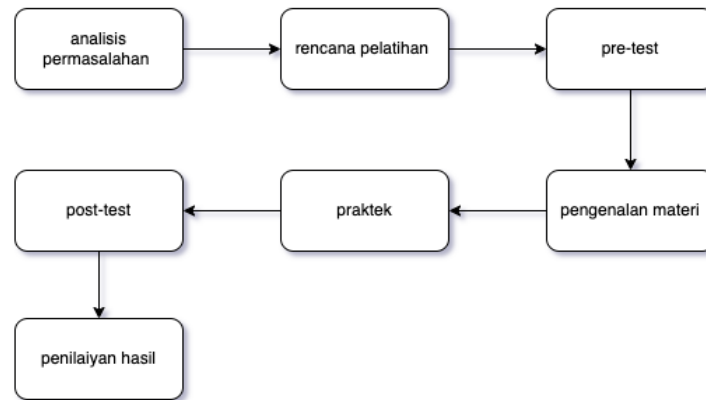 analisis
permasalahan
rencana pelatihan
pre-test
pengenalan materi
praktek
post-test
penilaiyan hasil